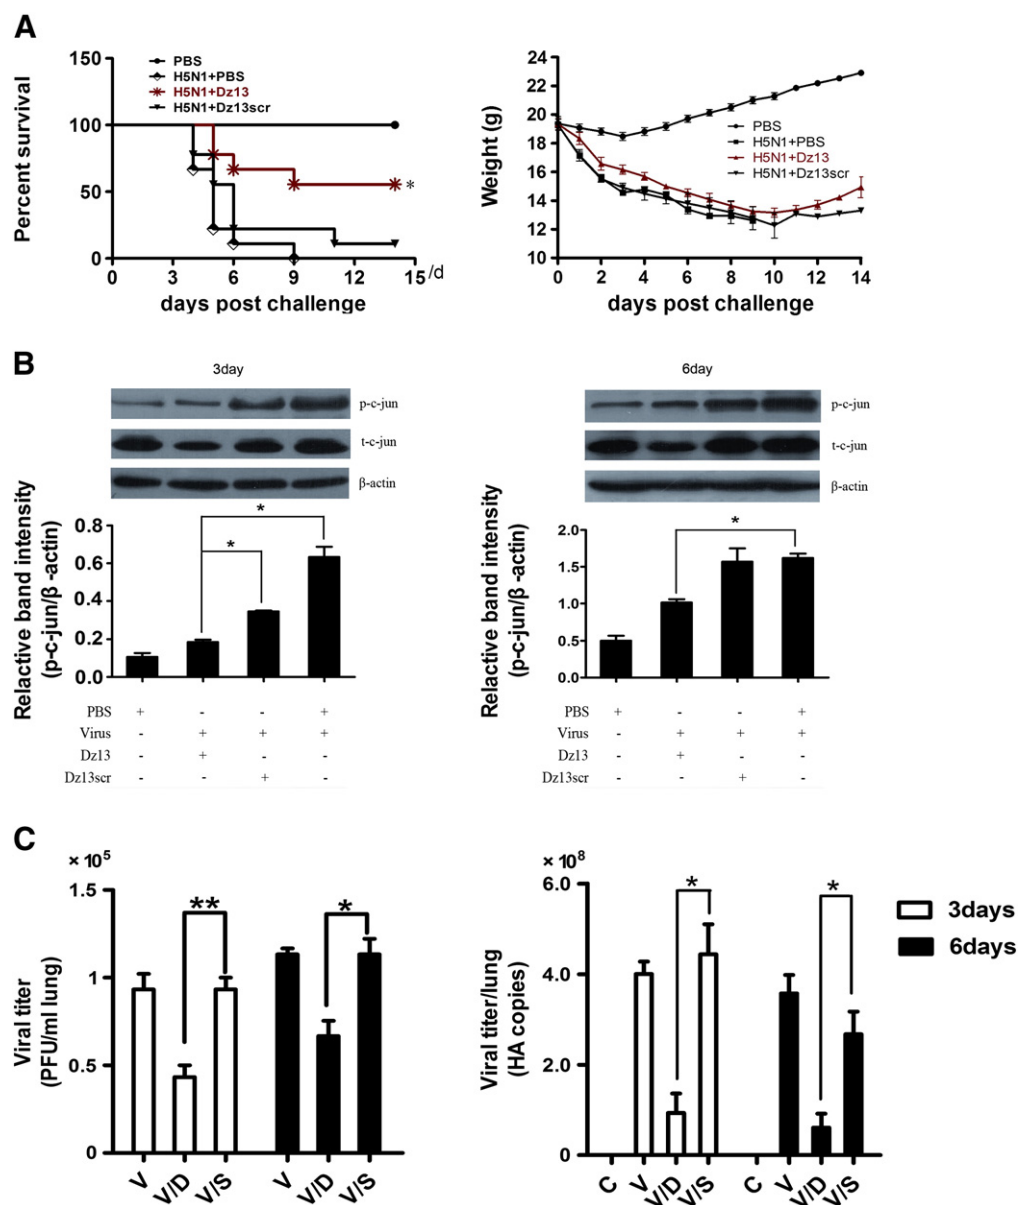 A
Percent survival
150
100
50
0
0 3 6 9 12 15 /d
days post challenge
PBS
H5N1+PBS
H5N1+Dz13
H5N1+Dz13scr
*
Weight (g)
24
22
20
18
16
14
12
10
0 2 4 6 8 10 12 14
days post challenge
PBS
H5N1+PBS
H5N1+Dz13
H5N1+Dz13scr
B
3day
p-c-jun
t-c-jun
β-actin
Relactive band intensity
(p-c-jun/β -actin)
0.8
0.6
0.4
0.2
0.0
*
*
PBS + - - +
Virus - + + +
Dz13 - + - -
Dz13scr - - + -
6day
p-c-jun
t-c-jun
β-actin
Relactive band intensity
(p-c-jun/β -actin)
2.0
1.5
1.0
0.5
0.0
*
PBS + - - +
Virus - + + +
Dz13 - + - -
Dz13scr - - + -
C
× 10⁵
Viral titer
(PFU/ml lung)
1.5
1
0.5
0
** *
V V/D V/S V V/D V/S
× 10⁸
Viral titer/lung
(HA copies)
6.0
4.0
2.0
0
* *
C V V/D V/S C V V/D V/S
3days
6days